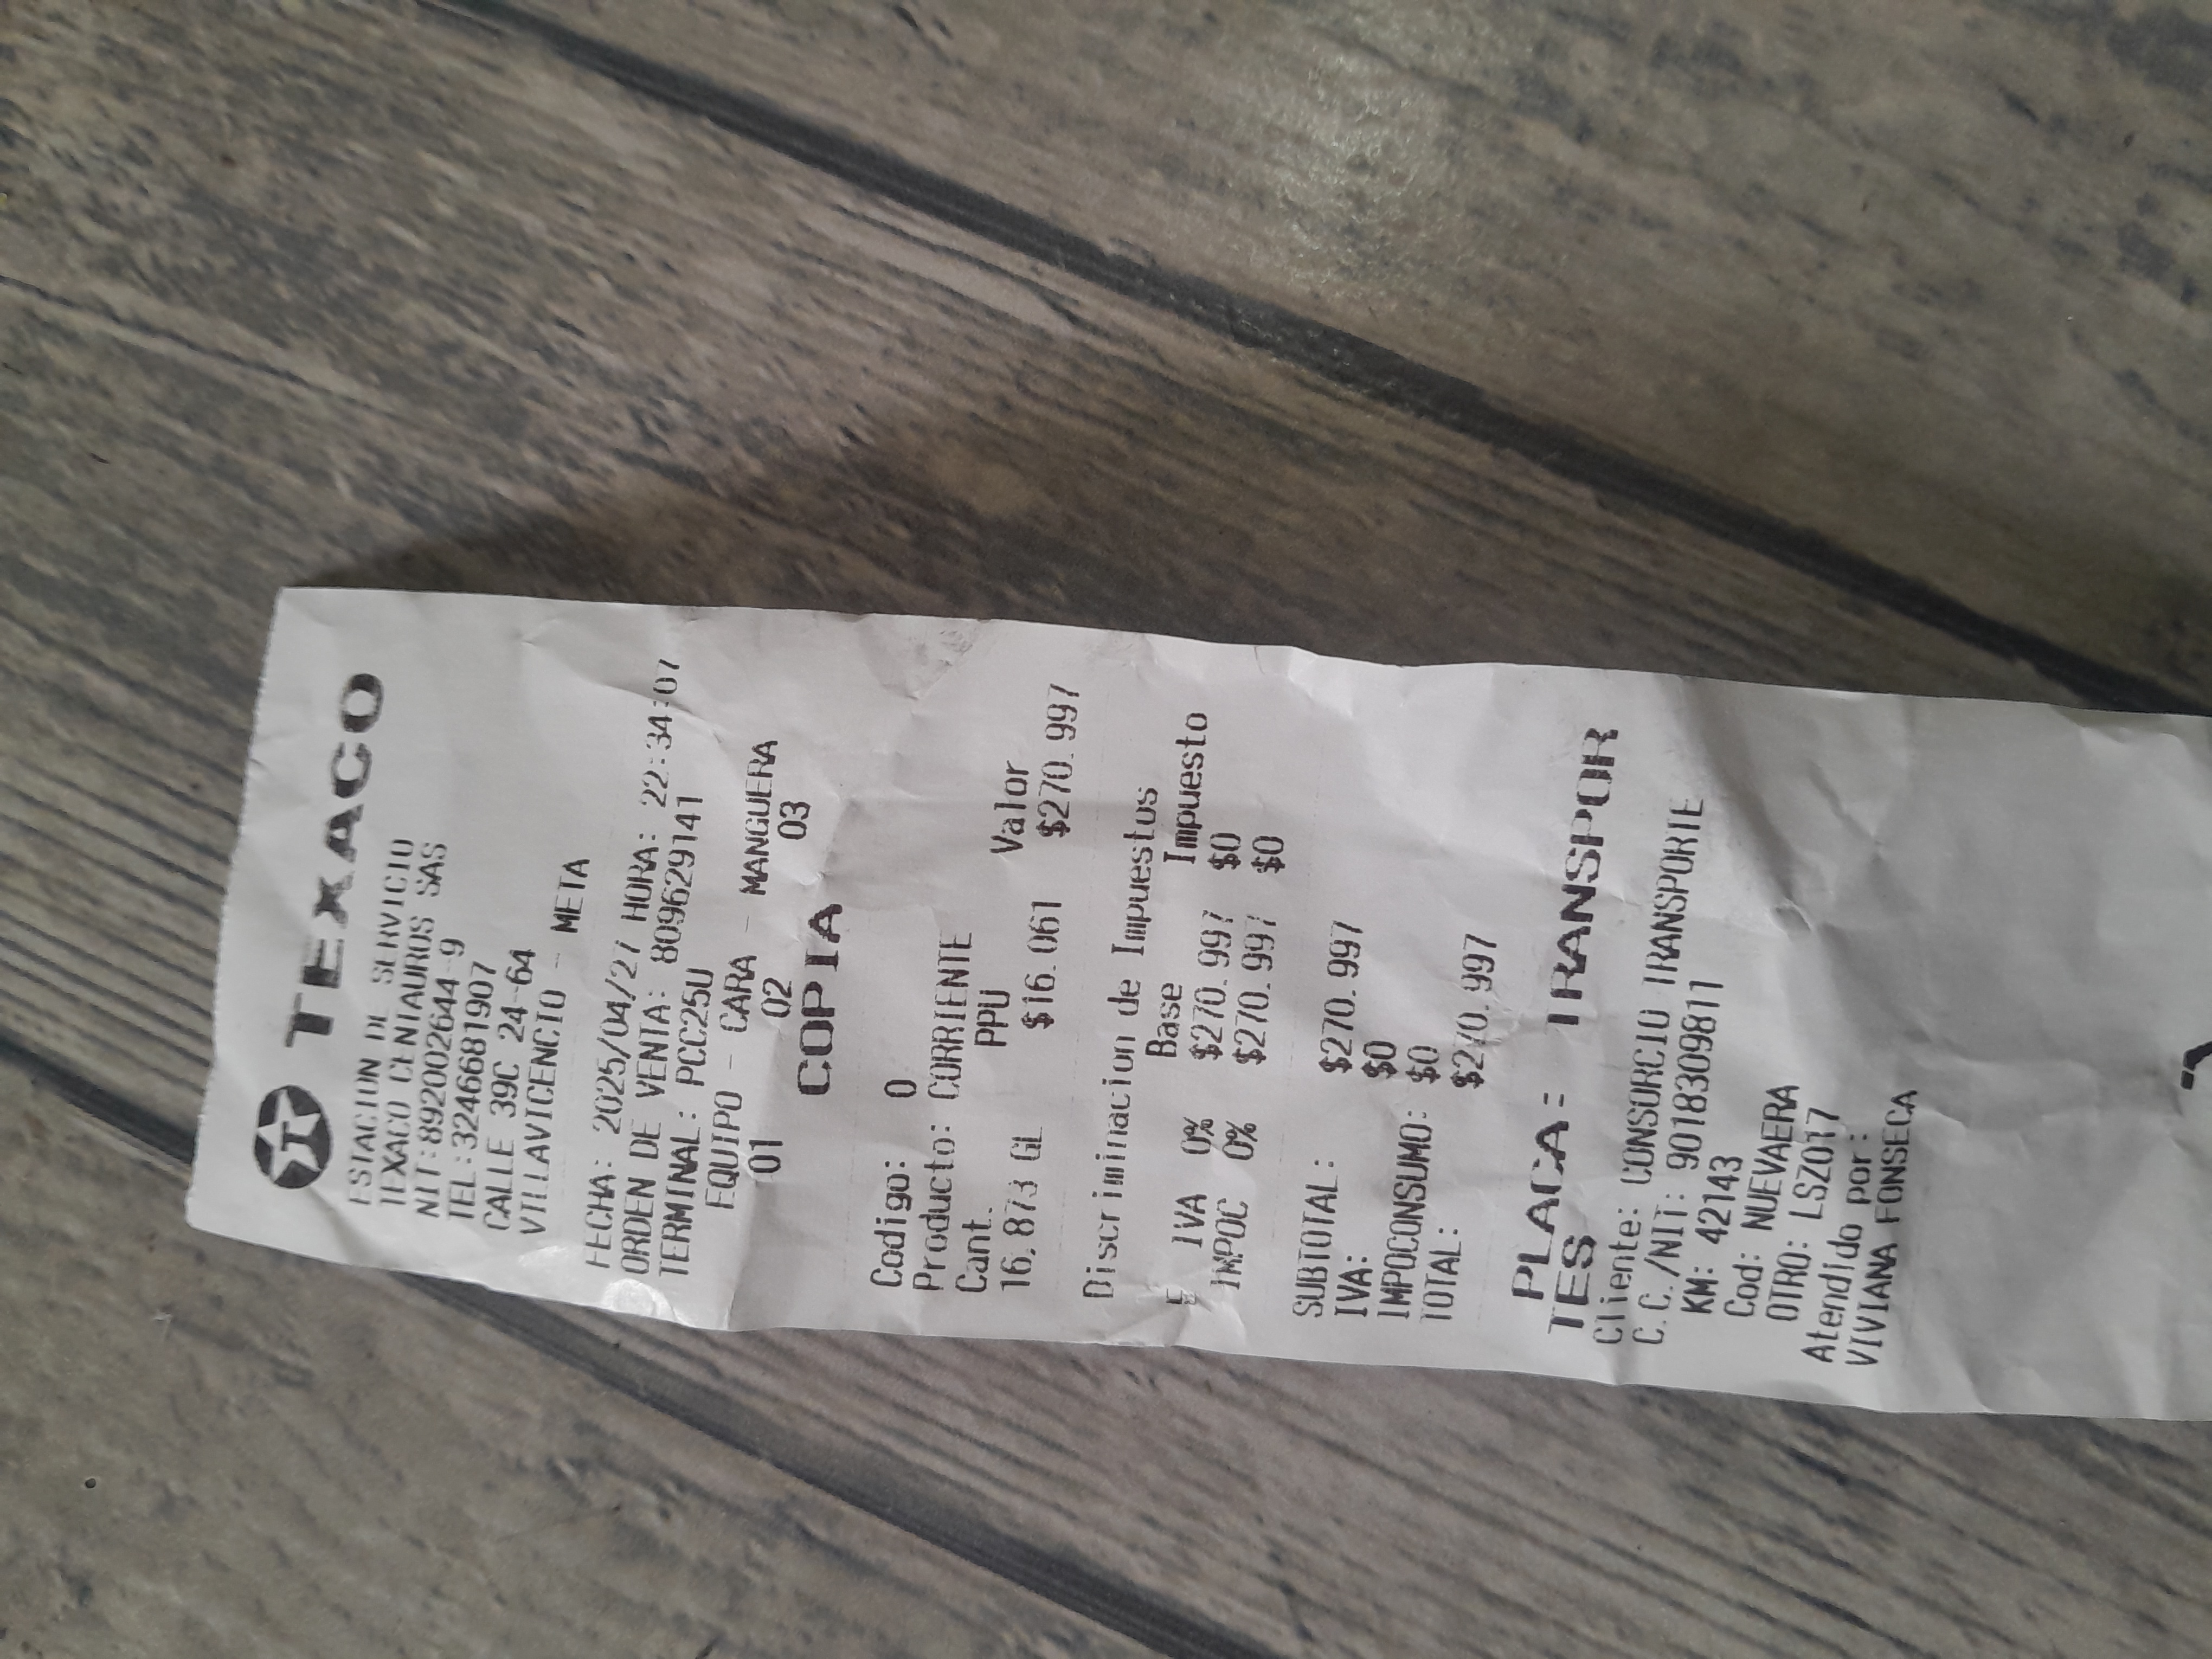 TEXACO
ESTACION DE SERVICIO
TEXACO CENTAUROS SAS
NIT:892002644-9
TEL:3246681907
CALLE 39C 24-64
VILLAVICENCIO - META
FECHA: 2025/04/27 HORA: 22:34:07
ORDEN DE VENTA: 809629141
TERMINAL: PCC25U
EQUIPO - CARA - MANGUERA
01 02 03
COPIA
Codigo: 0
Producto: CORRIENTE
Cant. PPU Valor
16,873 GL $16.061 $270.997
Discriminacion de Impuestos
Base Impuesto
IVA 0% $270.997 $0
IMPOC 0% $270.997 $0
SUBTOTAL: $270.997
IVA: $0
IMPOCONSUMO: $0
TOTAL: $270.997
PLACA: TRANSPOR
TES
Cliente: CONSORCIO TRANSPORTE
C.C./NIT: 9018309811
KM: 42143
Cod: NUEVAERA
OTRO: LSZ017
Atendido por:
VIVIANA FONSECA